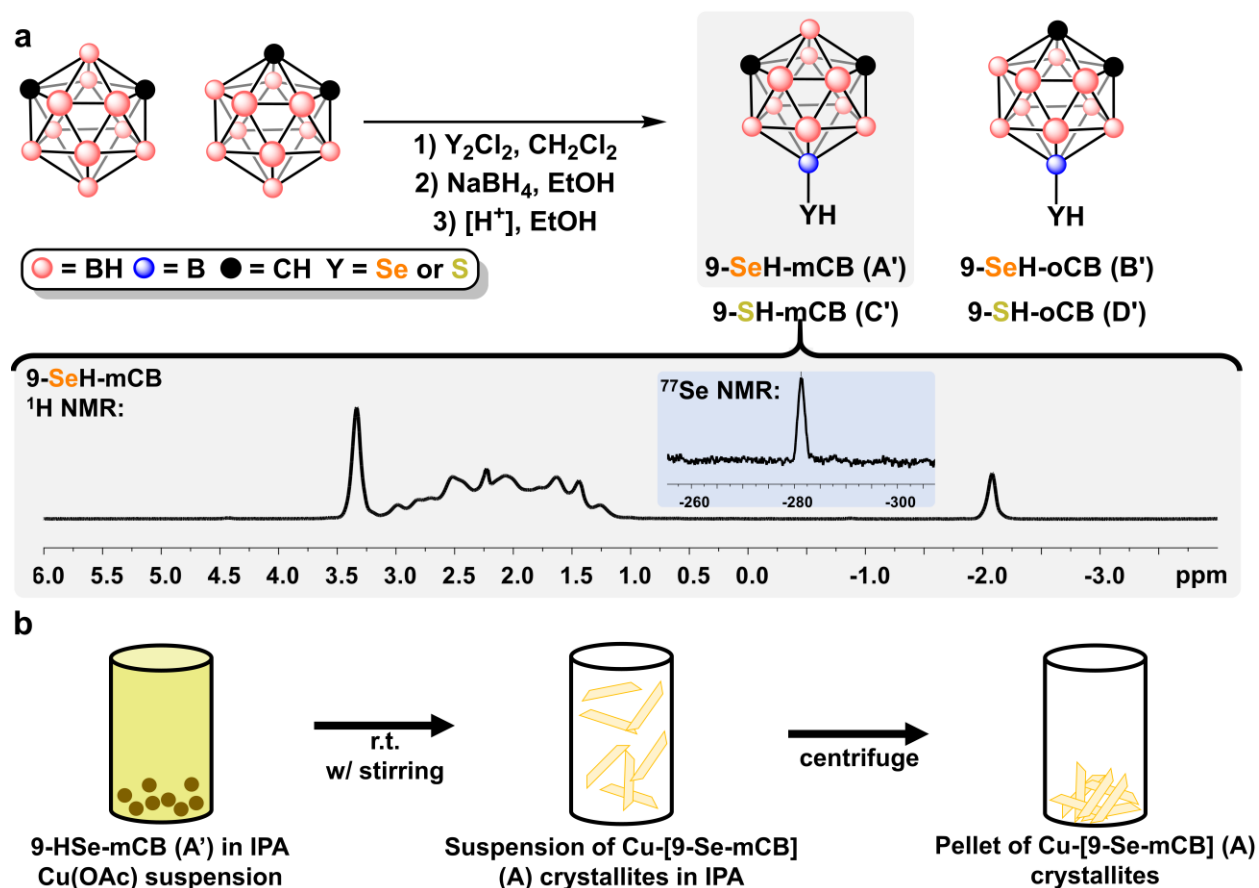 a
1) Y₂Cl₂, CH₂Cl₂
2) NaBH₄, EtOH
3) [H⁺], EtOH
YH
YH
= BH = B = CH Y = Se or S
9-SeH-mCB (A')
9-SH-mCB (C')
9-SeH-oCB (B')
9-SH-oCB (D')
9-SeH-mCB
¹H NMR:
⁷⁷Se NMR:
-260 -281 -300
6.0 5.5 5.0 4.5 4.0 3.5 3.0 2.5 2.0 1.5 1.0 0.5 0.0 -1.0 -2.0 -3.0 ppm
b
r.t.
w/ stirring
centrifuge
9-HSe-mCB (A’) in IPA
Cu(OAc) suspension
Suspension of Cu-[9-Se-mCB]
(A) crystallites in IPA
Pellet of Cu-[9-Se-mCB] (A)
crystallites